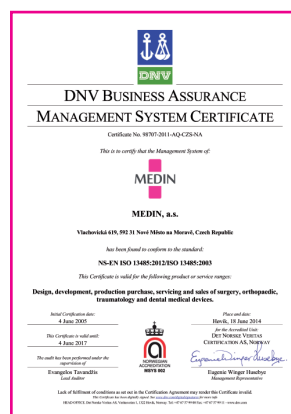 DNV
DNV BUSINESS ASSURANCE
MANAGEMENT SYSTEM CERTIFICATE
Certificate No. 98707-2011-AQ-CZS-NA
This is to certify that the Management System of:
MEDIN
MEDIN, a.s.
Vlachovická 619, 592 31 Nové Město na Moravě, Czech Republic
has been found to conform to the standard:
NS-EN ISO 13485:2012/ISO 13485:2003
This Certificate is valid for the following product or service ranges:
Design, development, production purchase, servicing and sales of surgery, orthopaedic,
traumatology and dental medical devices.
Initial Certification date:
4 June 2005
This Certificate is valid until:
4 June 2017
The audit has been performed under the
supervision of
Evangelos Tavandžis
Lead Auditor
NORWEGIAN
ACCREDITATION
MSYS 002
Place and date:
Høvik, 18 June 2014
for the Accredited Unit:
DET NORSKE VERITAS
CERTIFICATION AS, NORWAY
Eugenie Winger Husebye
Management Representative
Lack of fulfilment of conditions as set out in the Certification Agreement may render this Certificate invalid.